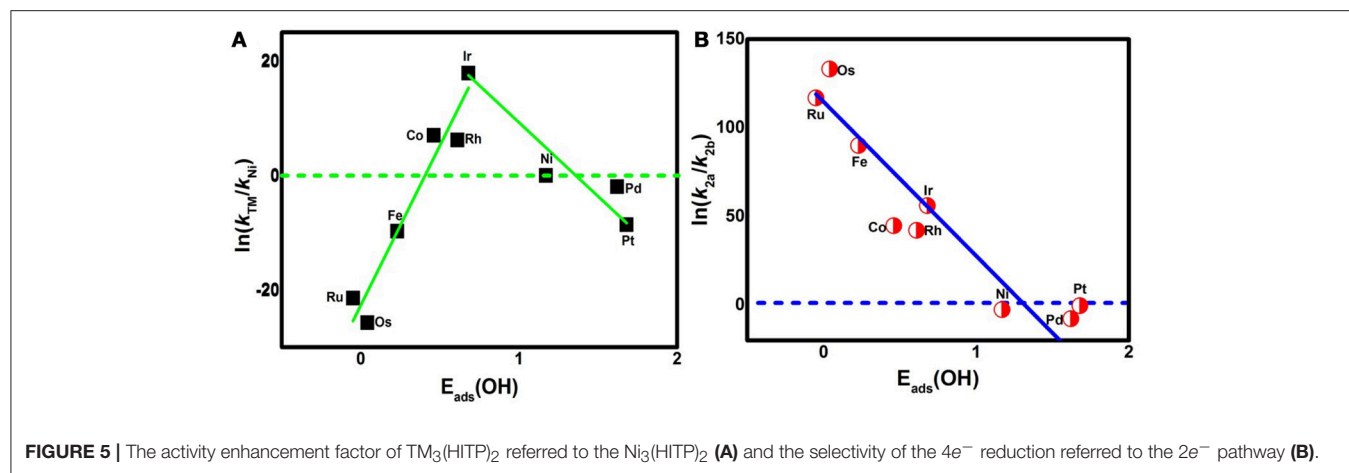 A
20
0
-20
ln(k_TM/k_Ni)
Ru
Os
Fe
Co
Rh
Ir
Ni
Pd
Pt
0 1 2
E_ads(OH)
B
150
100
50
0
ln(k_2a/k_2b)
Os
Ru
Fe
Ir
Co
Rh
Ni
Pt
Pd
0 1 2
E_ads(OH)
FIGURE 5 | The activity enhancement factor of TM₃(HITP)₂ referred to the Ni₃(HITP)₂ (A) and the selectivity of the 4e⁻ reduction referred to the 2e⁻ pathway (B).